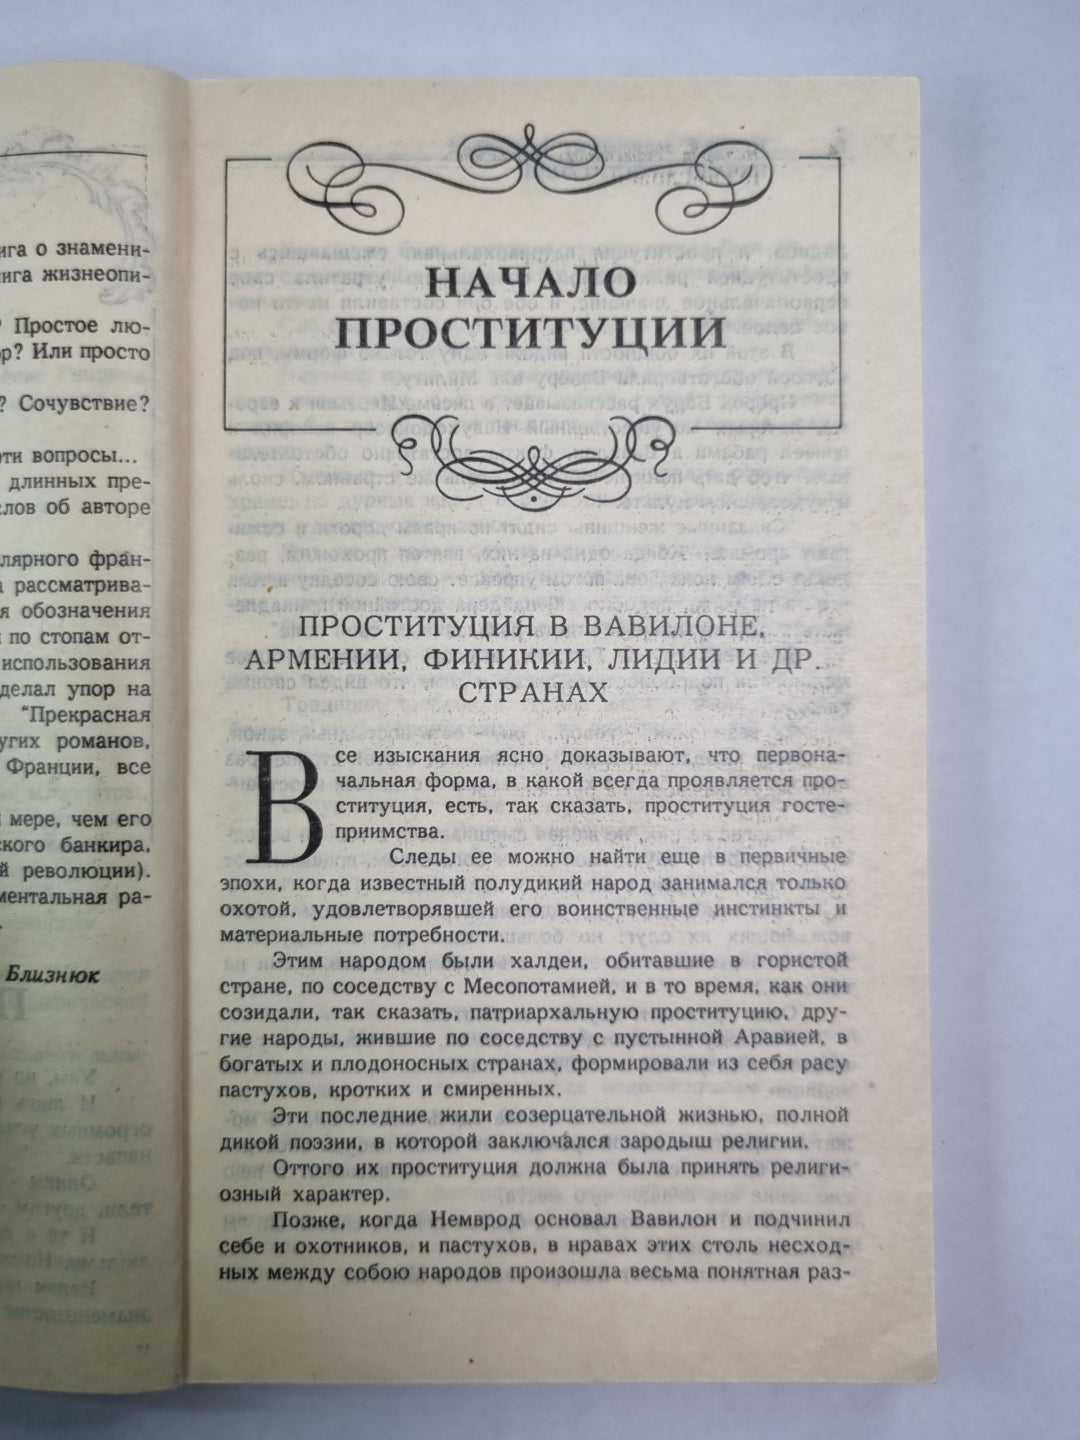 ига о знамени-
ига жизнеопи-
? Простое лю-
р? Или просто
? Сочувствие?
ти вопросы...
длинных пре-
лов об авторе
лярного фран-
рассматрива-
я обозначения
по стопам от-
использования
делал упор на
"Прекрасная
угих романов,
Франции, все
мере, чем его
ского банкира,
й революции).
ментальная ра-
Близнюк
НАЧАЛО
ПРОСТИТУЦИИ
ПРОСТИТУЦИЯ В ВАВИЛОНЕ,
АРМЕНИИ, ФИНИКИИ, ЛИДИИ И ДР.
СТРАНАХ
Все изыскания ясно доказывают, что первона-
чальная форма, в какой всегда проявляется про-
ституция, есть, так сказать, проституция госте-
приимства.
Следы ее можно найти еще в первичные
эпохи, когда известный полудикий народ занимался только
охотой, удовлетворявшей его воинственные инстинкты и
материальные потребности.
Этим народом были халдеи, обитавшие в гористой
стране, по соседству с Месопотамией, и в то время, как они
созидали, так сказать, патриархальную проституцию, дру-
гие народы, жившие по соседству с пустынной Аравией, в
богатых и плодоносных странах, формировали из себя расу
пастухов, кротких и смиренных.
Эти последние жили созерцательной жизнью, полной
дикой поэзии, в которой заключался зародыш религии.
Оттого их проституция должна была принять религи-
озный характер.
Позже, когда Немврод основал Вавилон и подчинил
себе и охотников, и пастухов, в нравах этих столь несход-
ных между собою народов произошла весьма понятная раз-